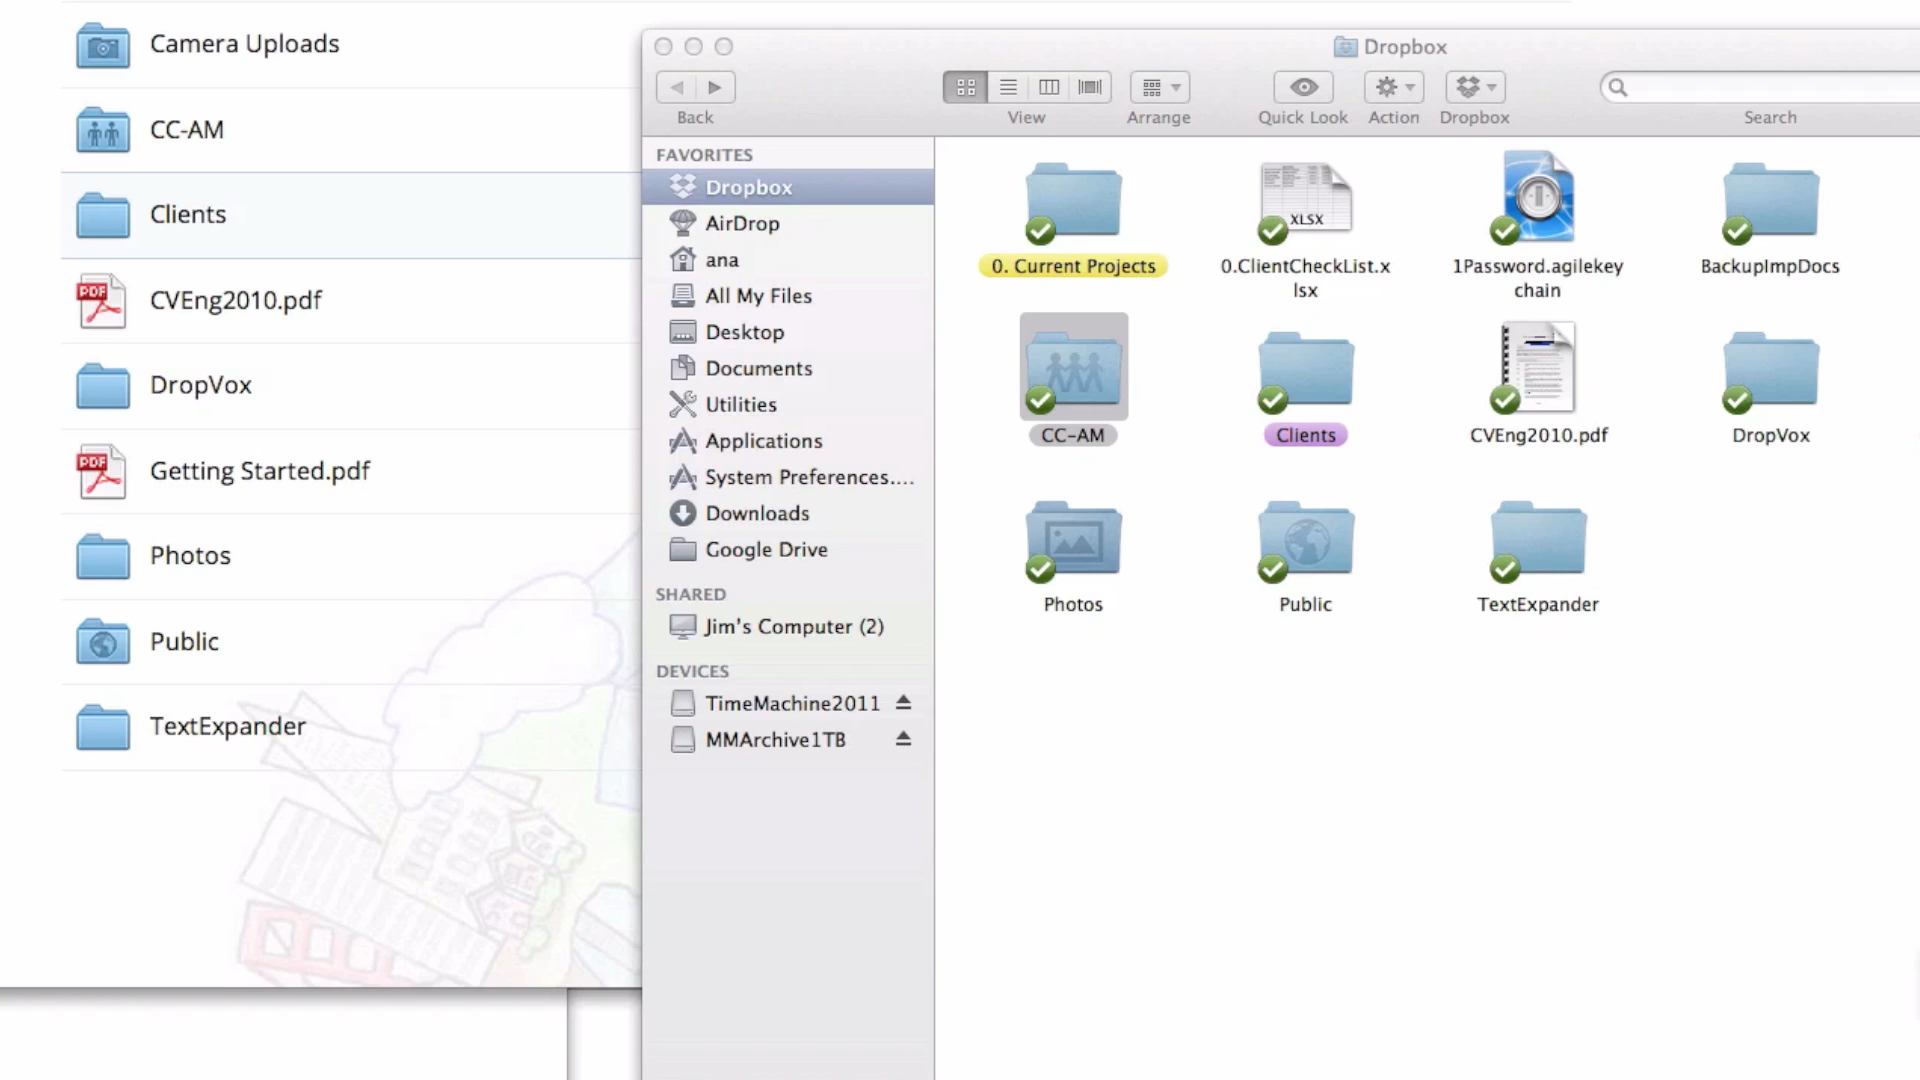 Camera Uploads
CC-AM
Clients
CVEng2010.pdf
DropVox
Getting Started.pdf
Photos
Public
TextExpander
Dropbox
Back
View
Arrange
Quick Look
Action
Dropbox
Search
FAVORITES
Dropbox
AirDrop
ana
All My Files
Desktop
Documents
Utilities
Applications
System Preferences....
Downloads
Google Drive
SHARED
Jim's Computer (2)
DEVICES
TimeMachine2011
MMArchive1TB
XLSX
0. Current Projects
0.ClientCheckList.x
lsx
1Password.agilekey
chain
BackupImpDocs
CC-AM
Clients
CVEng2010.pdf
DropVox
Photos
Public
TextExpander
PDF
PDF